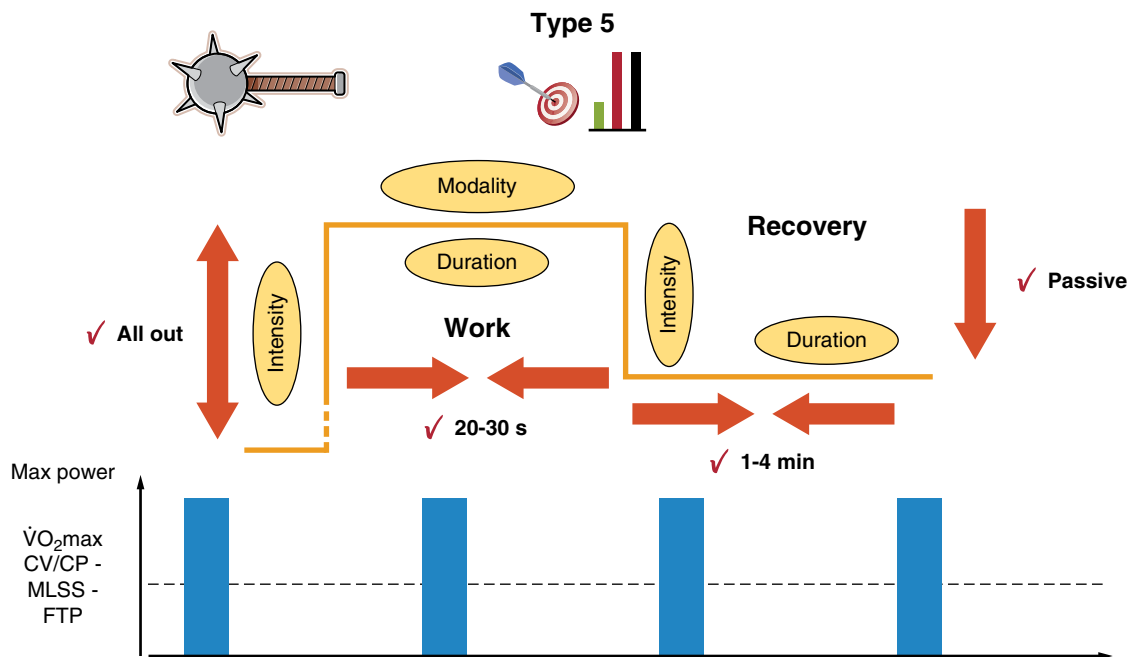 Type 5
Modality
Duration
Intensity
✓ All out
Work
✓ 20-30 s
Recovery
Intensity
Duration
✓ Passive
✓ 1-4 min
Max power
V̇O₂max
CV/CP -
MLSS -
FTP